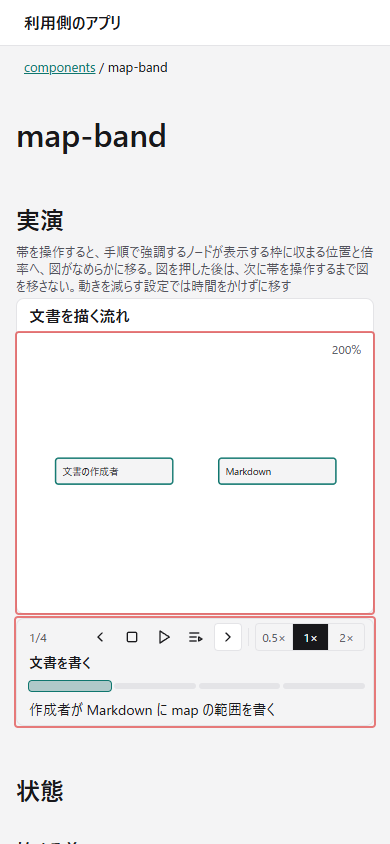 利用側のアプリ
components / map-band
map-band
実演
帯を操作すると、手順で強調するノードが表示する枠に収まる位置と倍
率へ、図がなめらかに移る。図を押した後は、次に帯を操作するまで図
を移さない。動きを減らす設定では時間をかけずに移す
文書を描く流れ
200%
文書の作成者
Markdown
1/4
0.5×
1×
2×
文書を書く
作成者が Markdown に map の範囲を書く
状態